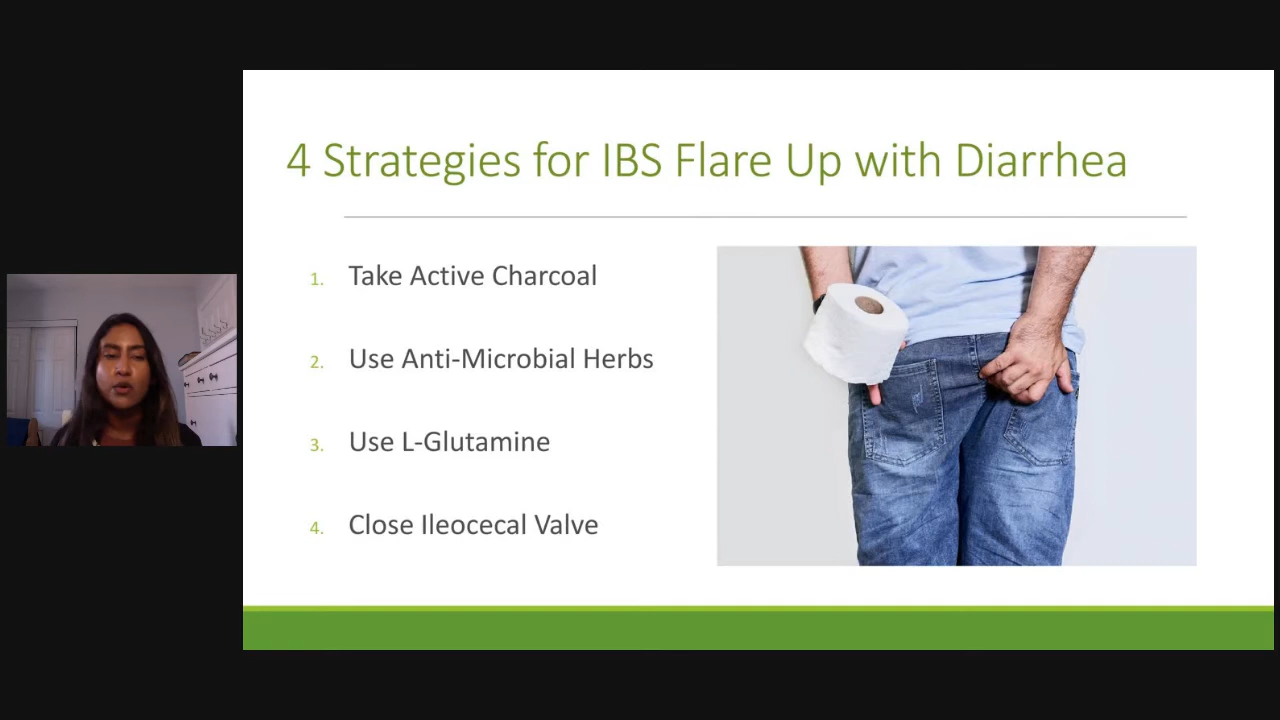 4 Strategies for IBS Flare Up with Diarrhea
1. Take Active Charcoal
2. Use Anti-Microbial Herbs
3. Use L-Glutamine
4. Close Ileocecal Valve